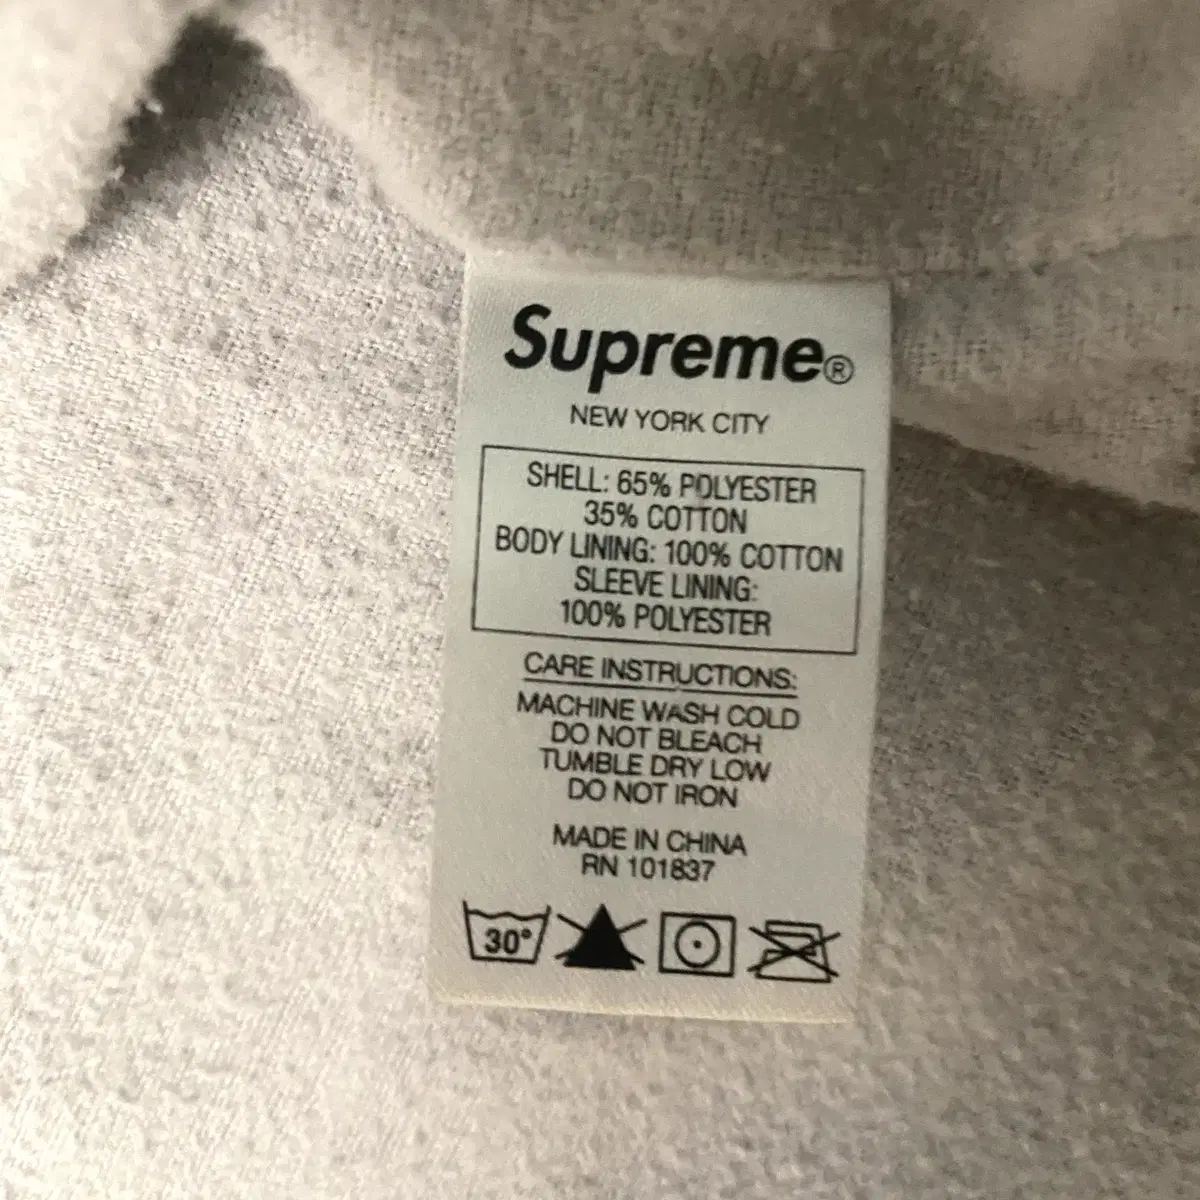 Supreme®
NEW YORK CITY
SHELL: 65% POLYESTER
35% COTTON
BODY LINING: 100% COTTON
SLEEVE LINING:
100% POLYESTER
CARE INSTRUCTIONS:
MACHINE WASH COLD
DO NOT BLEACH
TUMBLE DRY LOW
DO NOT IRON
MADE IN CHINA
RN 101837
30°